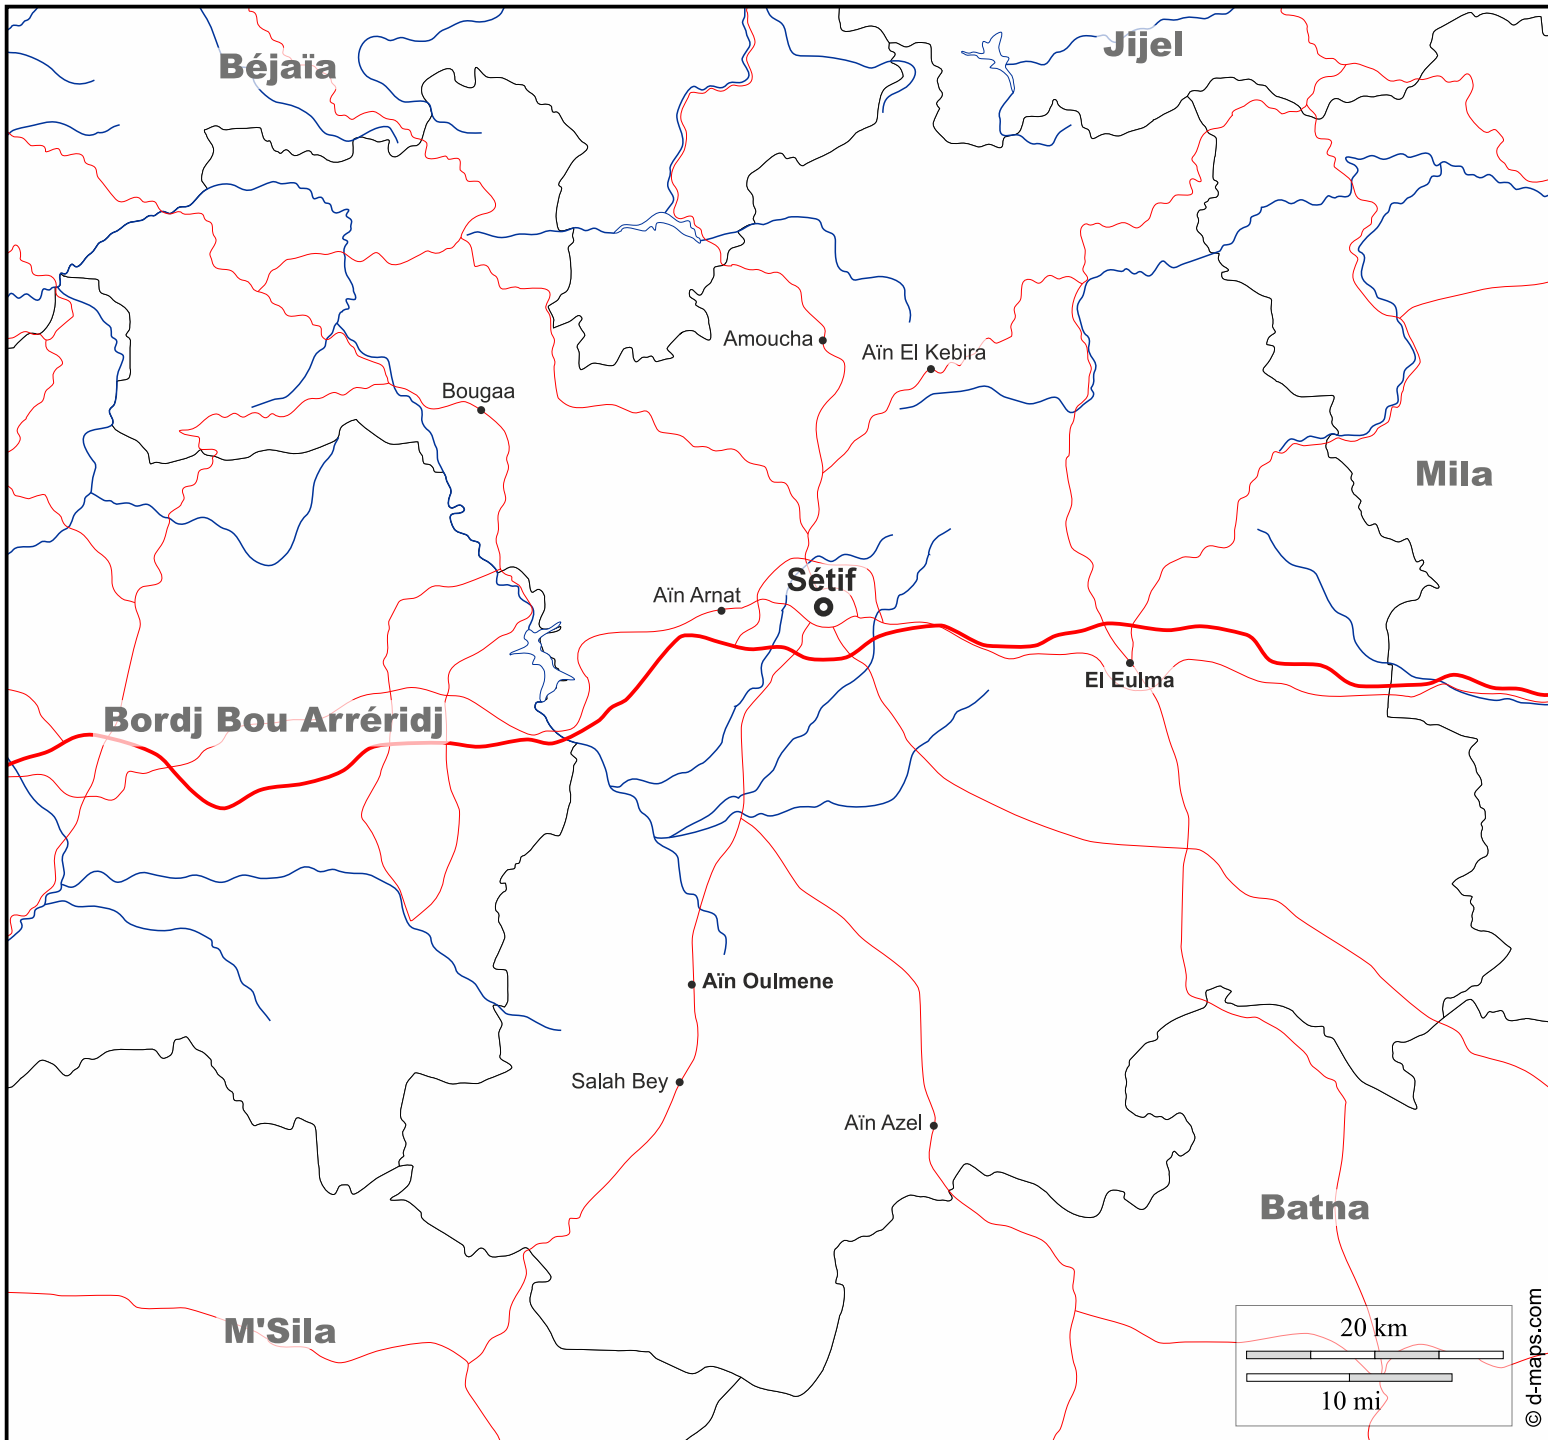 Jijel
Béjaïa
Amoucha
Aïn El Kebira
Bougaa
Mila
Sétif
Aïn Arnat
El Eulma
Bordj Bou Arréridj
Aïn Oulmene
Salah Bey
Aïn Azel
Batna
M'Sila
20 km
10 mi
© d-maps.com